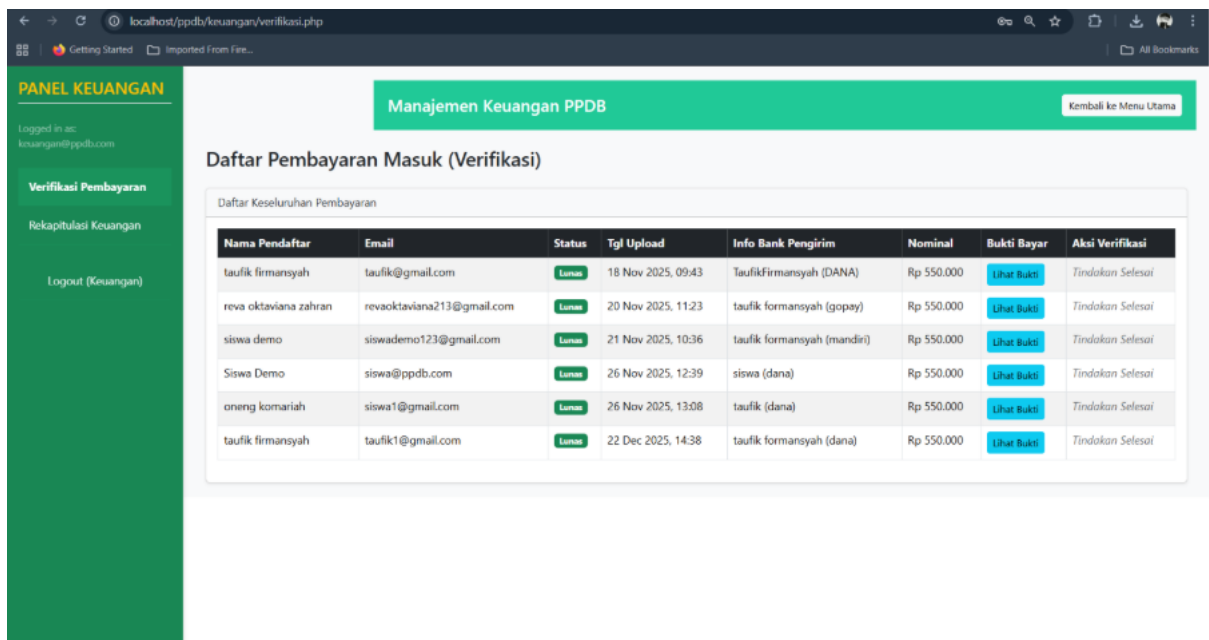 localhost/ppdb/keuangan/verifikasi.php
Getting Started Imported From Fire... All Bookmarks
PANEL KEUANGAN
Logged in as:
keuangan@ppdb.com
Verifikasi Pembayaran
Rekapitulasi Keuangan
Logout (Keuangan)
Manajemen Keuangan PPDB Kembali ke Menu Utama
Daftar Pembayaran Masuk (Verifikasi)
Daftar Keseluruhan Pembayaran
Nama Pendaftar Email Status Tgl Upload Info Bank Pengirim Nominal Bukti Bayar Aksi Verifikasi
taufik firmansyah taufik@gmail.com Lunas 18 Nov 2025, 09:43 TaufikFirmansyah (DANA) Rp 550.000 Lihat Bukti Tindakan Selesai
reva oktaviana zahran revaoktaviana213@gmail.com Lunas 20 Nov 2025, 11:23 taufik formansyah (gopay) Rp 550.000 Lihat Bukti Tindakan Selesai
siswa demo siswademo123@gmail.com Lunas 21 Nov 2025, 10:36 taufik formansyah (mandiri) Rp 550.000 Lihat Bukti Tindakan Selesai
Siswa Demo siswa@ppdb.com Lunas 26 Nov 2025, 12:39 siswa (dana) Rp 550.000 Lihat Bukti Tindakan Selesai
oneng komariah siswa1@gmail.com Lunas 26 Nov 2025, 13:08 taufik (dana) Rp 550.000 Lihat Bukti Tindakan Selesai
taufik firmansyah taufik1@gmail.com Lunas 22 Dec 2025, 14:38 taufik formansyah (dana) Rp 550.000 Lihat Bukti Tindakan Selesai